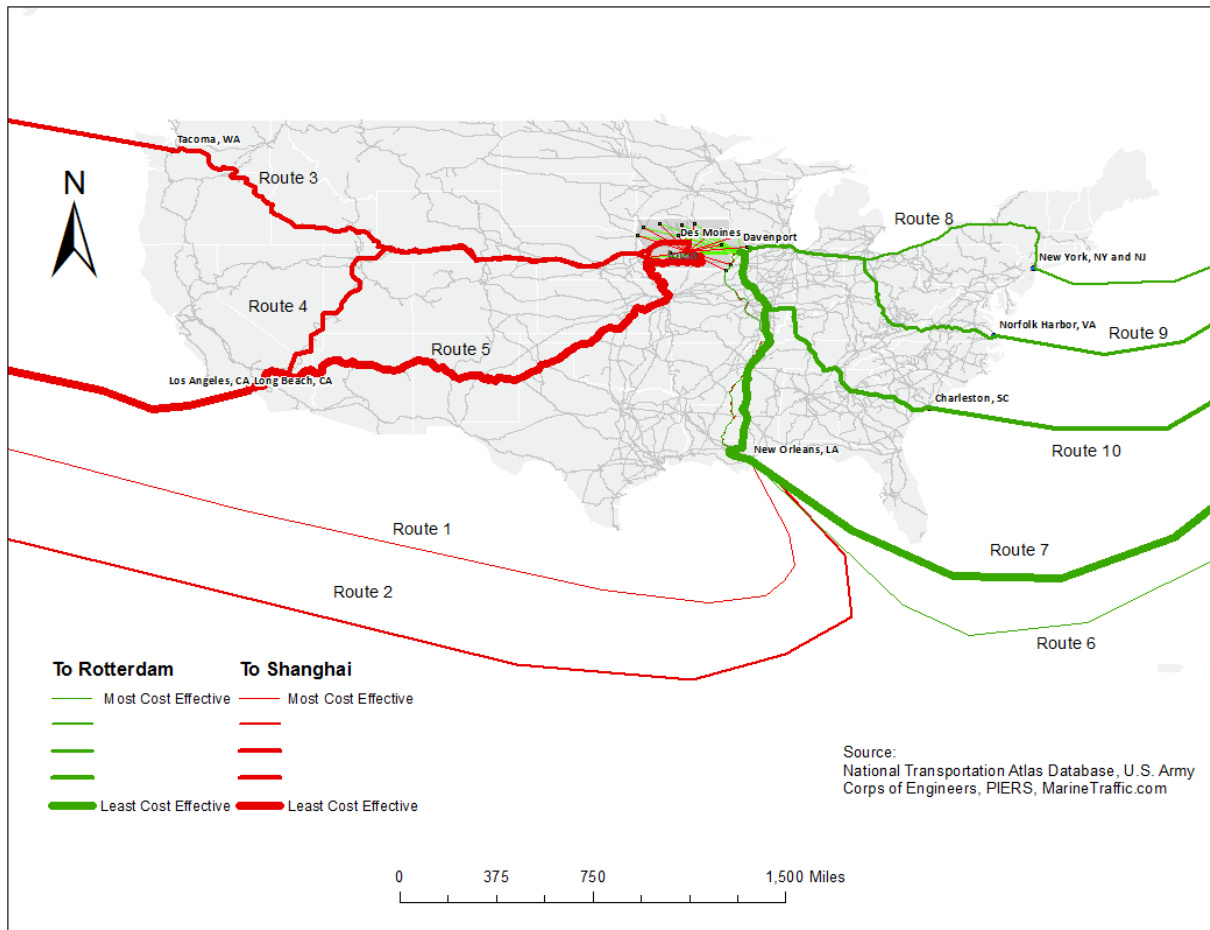 Tacoma, WA
N
Route 3
Route 8
Des Moines
Davenport
New York, NY and NJ
Route 4
Norfolk Harbor, VA
Route 9
Route 5
Los Angeles, CA Long Beach, CA
Charleston, SC
New Orleans, LA
Route 10
Route 1
Route 7
Route 2
Route 6
To Rotterdam
To Shanghai
Most Cost Effective
Most Cost Effective
Least Cost Effective
Least Cost Effective
Source:
National Transportation Atlas Database, U.S. Army
Corps of Engineers, PIERS, MarineTraffic.com
0 375 750 1,500 Miles